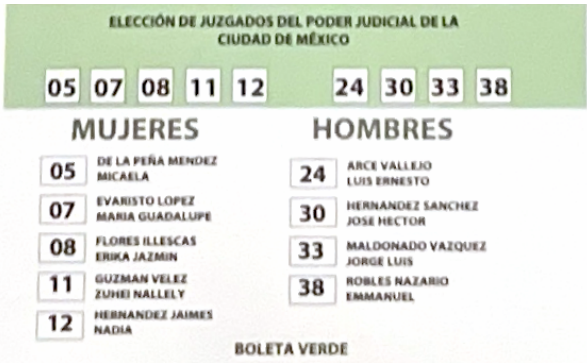 ELECCIÓN DE JUZGADOS DEL PODER JUDICIAL DE LA
CIUDAD DE MÉXICO
05 07 08 11 12 24 30 33 38
MUJERES
05 DE LA PEÑA MENDEZ
MICAELA
07 EVARISTO LOPEZ
MARIA GUADALUPE
08 FLORES ILLESCAS
ERIKA JAZMIN
11 GUZMAN VELEZ
ZUHEI NALLELY
12 HERNANDEZ JAIMES
NADIA
HOMBRES
24 ARCE VALLEJO
LUIS ERNESTO
30 HERNANDEZ SANCHEZ
JOSE HECTOR
33 MALDONADO VAZQUEZ
JORGE LUIS
38 ROBLES NAZARIO
EMMANUEL
BOLETA VERDE